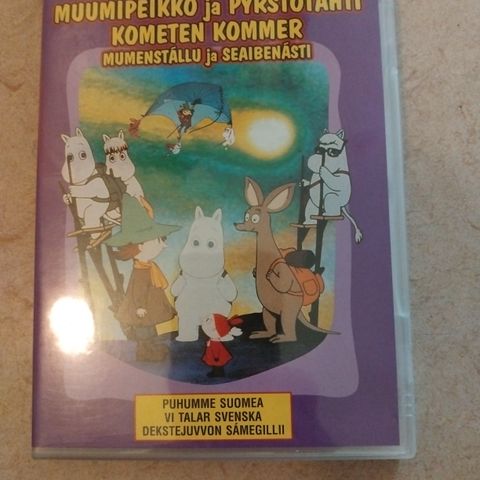 MUUMIPEIKKO ja PYRSTÖTÄHTI
KOMETEN KOMMER
MUMENSTÁLLU ja SEAIBENÁSTI
PUHUMME SUOMEA
VI TALAR SVENSKA
DEKSTEJUVVON SÁMEGILLII